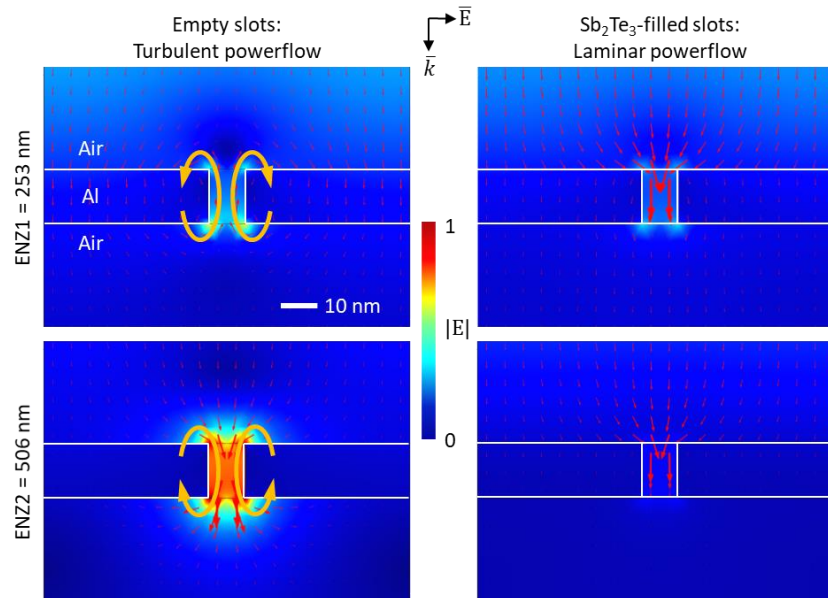 Empty slots:
Turbulent powerflow
E̅
k̅
Sb₂Te₃-filled slots:
Laminar powerflow
ENZ1 = 253 nm
Air
Al
Air
10 nm
1
|E̅|
0
ENZ2 = 506 nm